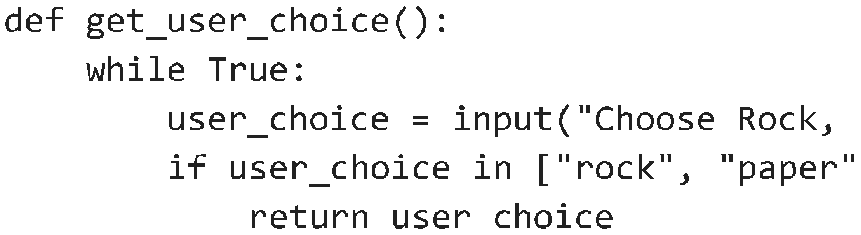 def get_user_choice():
    while True:
        user_choice = input("Choose Rock,
        if user_choice in ["rock", "paper"
            return user choice